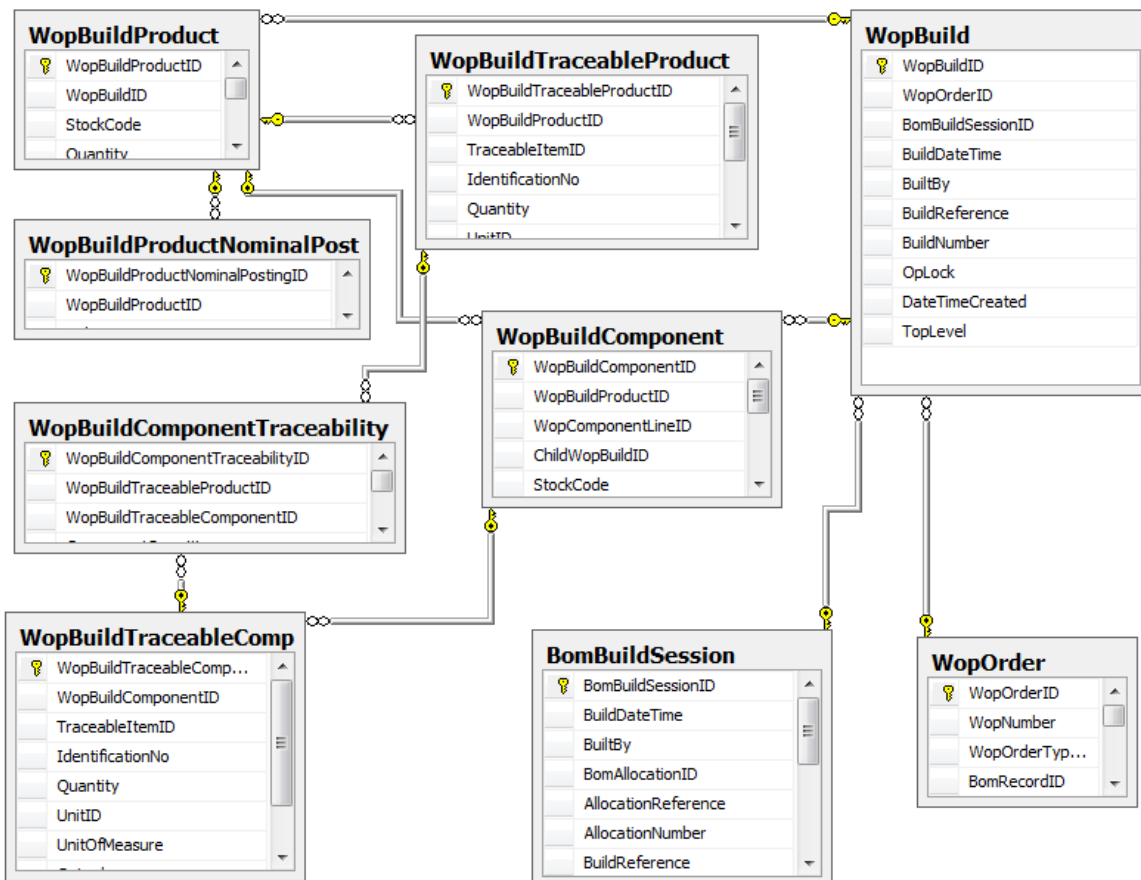 WopBuildProduct
WopBuildProductID
WopBuildID
StockCode
Quantity
WopBuildTraceableProduct
WopBuildTraceableProductID
WopBuildProductID
TraceableItemID
IdentificationNo
Quantity
UnitID
WopBuild
WopBuildID
WopOrderID
BomBuildSessionID
BuildDateTime
BuiltBy
BuildReference
BuildNumber
OpLock
DateTimeCreated
TopLevel
WopBuildProductNominalPost
WopBuildProductNominalPostingID
WopBuildProductID
WopBuildComponent
WopBuildComponentID
WopBuildProductID
WopComponentLineID
ChildWopBuildID
StockCode
WopBuildComponentTraceability
WopBuildComponentTraceabilityID
WopBuildTraceableProductID
WopBuildTraceableComponentID
WopBuildTraceableComp
WopBuildTraceableComp...
WopBuildComponentID
TraceableItemID
IdentificationNo
Quantity
UnitID
UnitOfMeasure
BomBuildSession
BomBuildSessionID
BuildDateTime
BuiltBy
BomAllocationID
AllocationReference
AllocationNumber
BuildReference
WopOrder
WopOrderID
WopNumber
WopOrderTyp...
BomRecordID